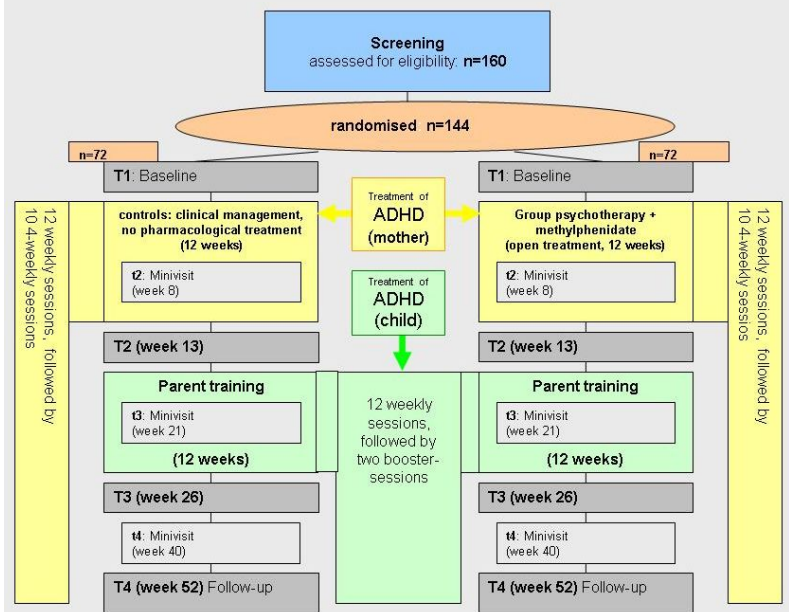 Screening
assessed for eligibility: n=160
randomised n=144
n=72
n=72
T1: Baseline
T1: Baseline
12 weekly sessions, followed by
10 4-weekly sessions
controls: clinical management,
no pharmacological treatment
(12 weeks)
t2: Minivisit
(week 8)
Treatment of
ADHD
(mother)
Group psychotherapy +
methylphenidate
(open treatment, 12 weeks)
t2: Minivisit
(week 8)
12 weekly sessions, followed by
10 4-weekly sessios
Treatment of
ADHD
(child)
T2 (week 13)
T2 (week 13)
Parent training
t3: Minivisit
(week 21)
(12 weeks)
12 weekly
sessions,
followed by
two booster-
sessions
Parent training
t3: Minivisit
(week 21)
(12 weeks)
T3 (week 26)
T3 (week 26)
t4: Minivisit
(week 40)
t4: Minivisit
(week 40)
T4 (week 52) Follow-up
T4 (week 52) Follow-up